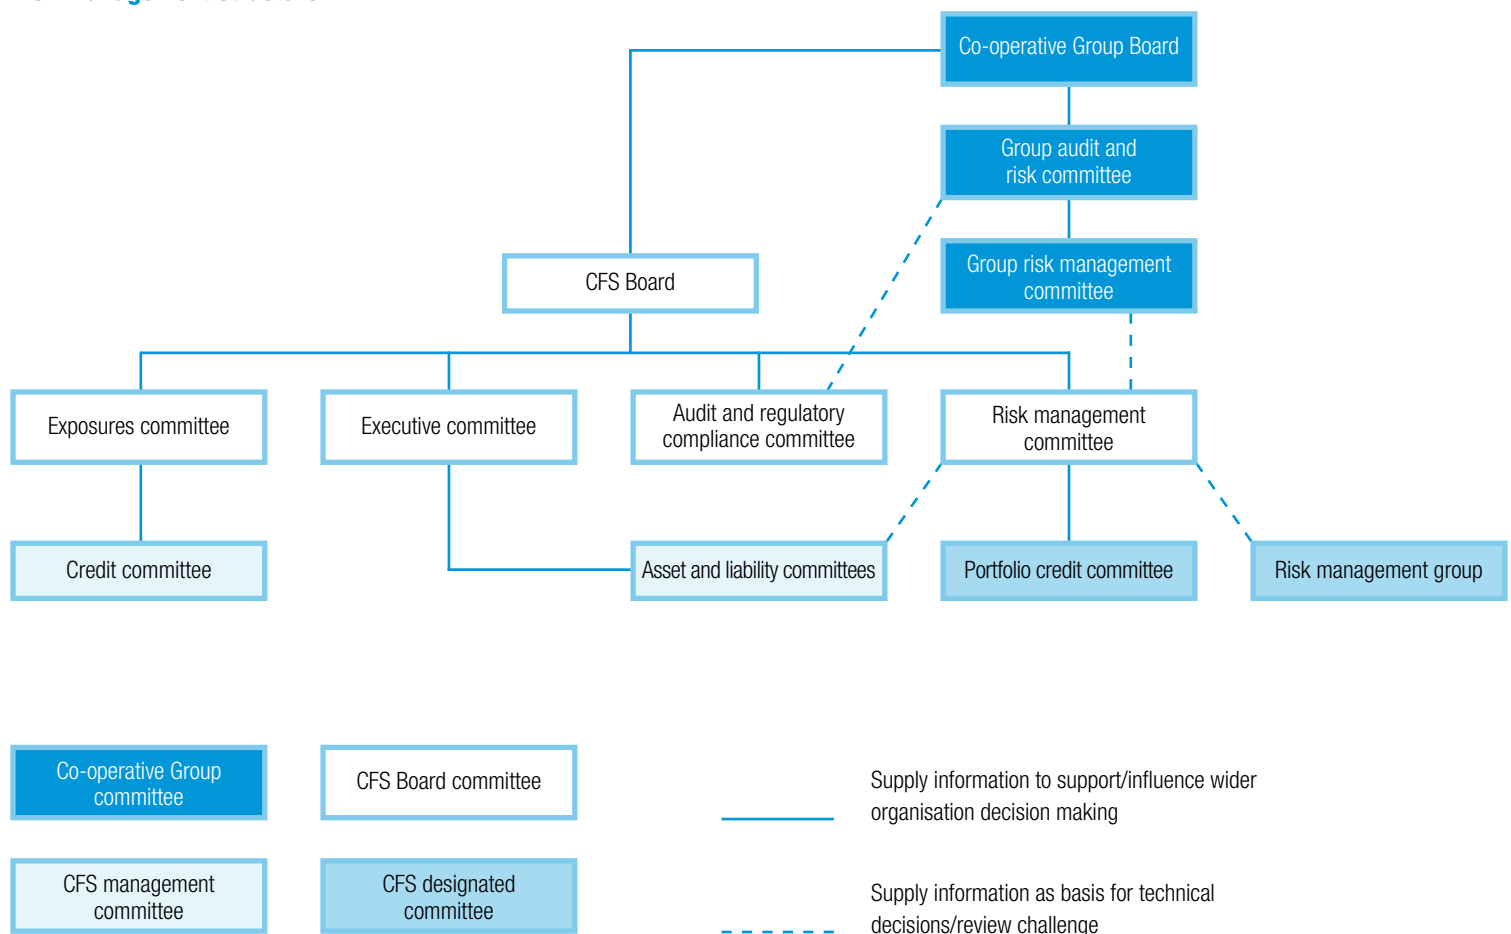 Co-operative Group Board
Group audit and
risk committee
Group risk management
committee
CFS Board
Exposures committee
Executive committee
Audit and regulatory
compliance committee
Risk management
committee
Credit committee
Asset and liability committees
Portfolio credit committee
Risk management group
Co-operative Group
committee
CFS Board committee
Supply information to support/influence wider
organisation decision making
CFS management
committee
CFS designated
committee
Supply information as basis for technical
decisions/review challenge